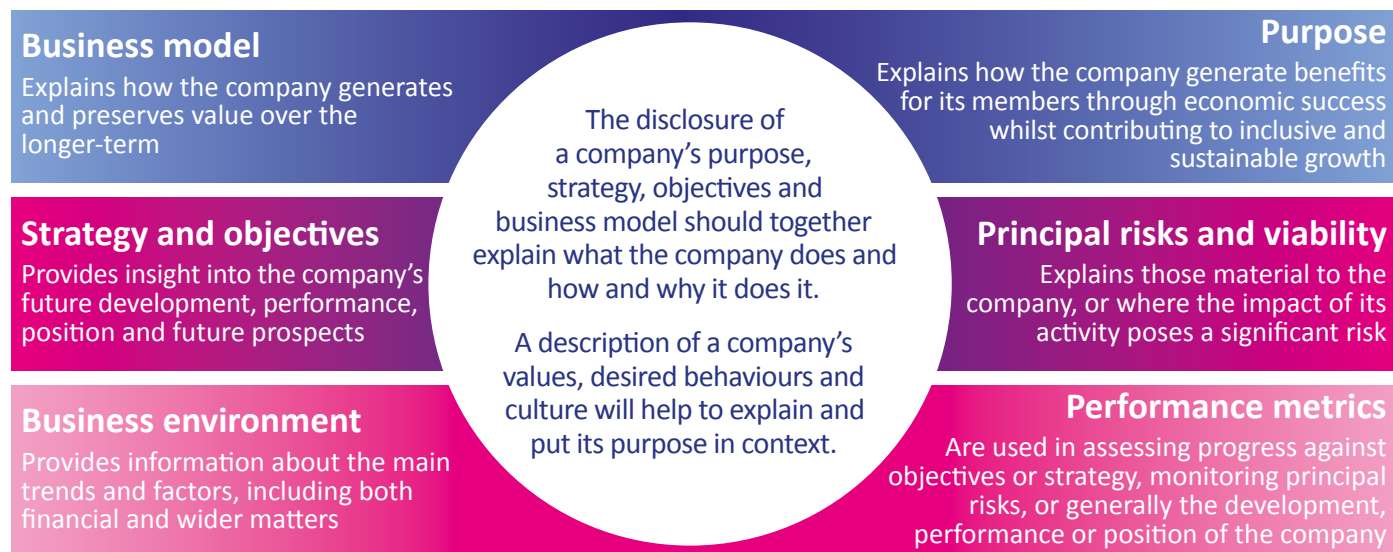 Business model
Explains how the company generates
and preserves value over the
longer-term
Purpose
Explains how the company generate benefits
for its members through economic success
whilst contributing to inclusive and
sustainable growth
The disclosure of
a company’s purpose,
strategy, objectives and
business model should together
explain what the company does and
how and why it does it.
A description of a company’s
values, desired behaviours and
culture will help to explain and
put its purpose in context.
Strategy and objectives
Provides insight into the company’s
future development, performance,
position and future prospects
Principal risks and viability
Explains those material to the
company, or where the impact of its
activity poses a significant risk
Business environment
Provides information about the main
trends and factors, including both
financial and wider matters
Performance metrics
Are used in assessing progress against
objectives or strategy, monitoring principal
risks, or generally the development,
performance or position of the company